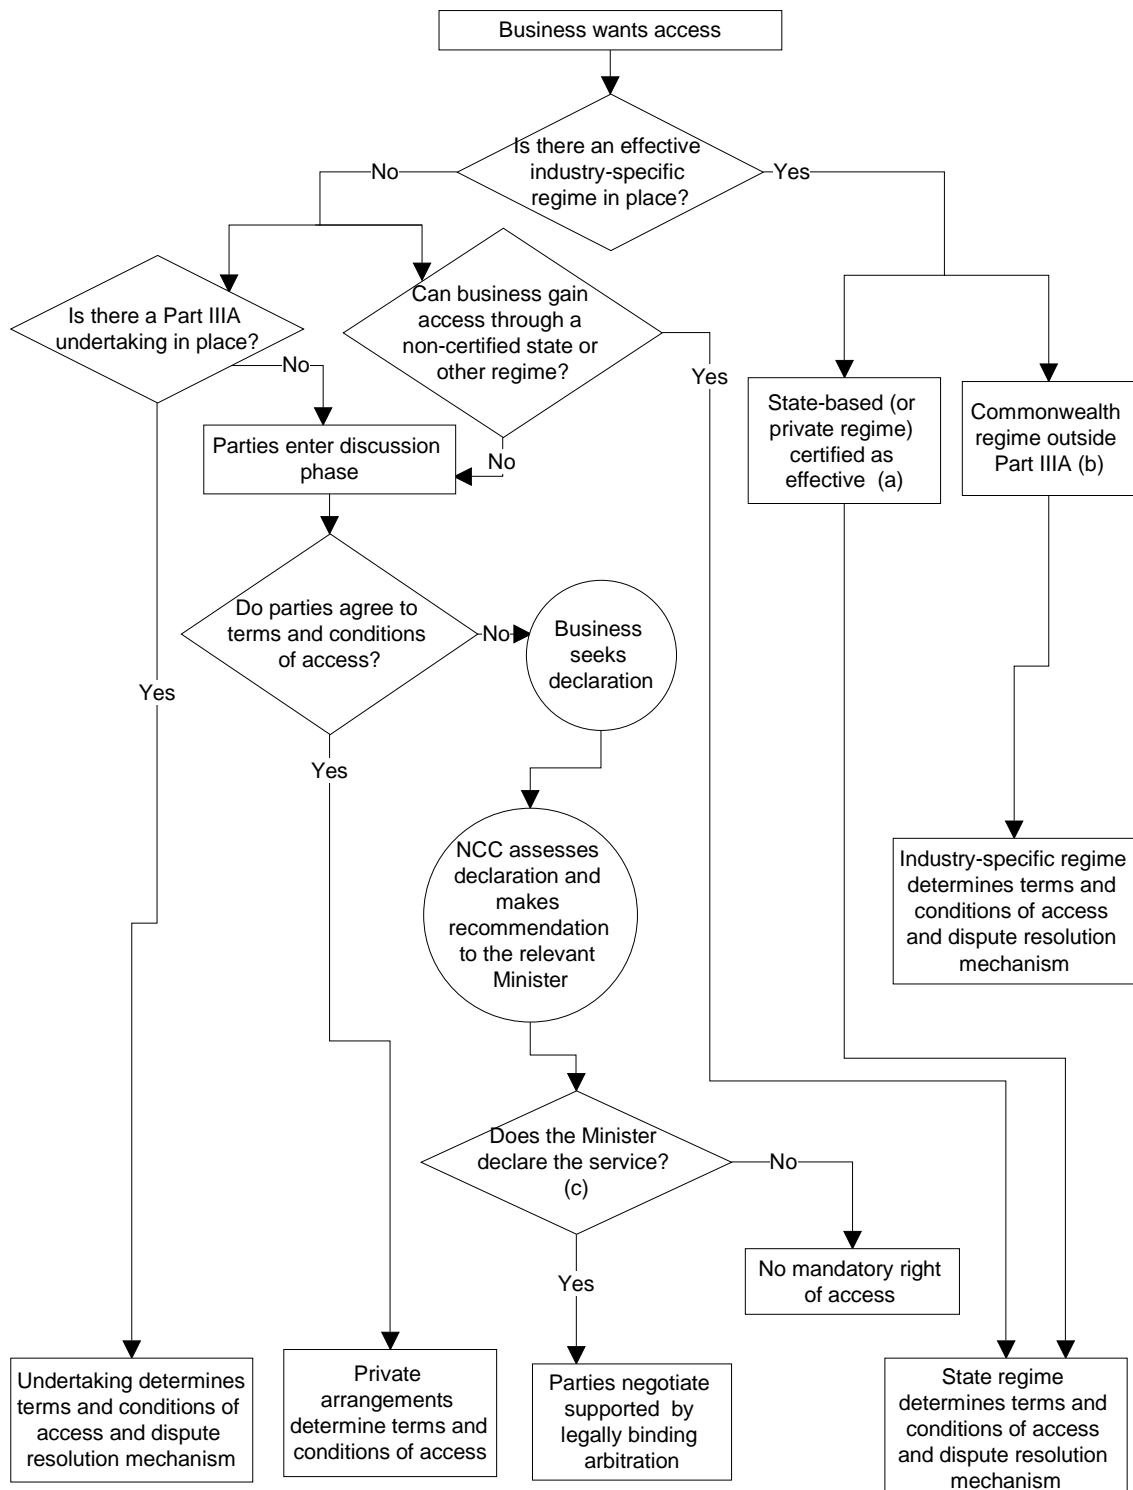 Business wants access
Is there an effective
industry-specific
regime in place?
No
Yes
Can business gain
access through a
non-certified state or
other regime?
Is there a Part IIIA
undertaking in place?
No
Yes
State-based (or
private regime)
certified as
effective (a)
Commonwealth
regime outside
Part IIIA (b)
Parties enter discussion
phase
No
Do parties agree to
terms and conditions
of access?
No
Business
seeks
declaration
Yes
Yes
NCC assesses
declaration and
makes
recommendation
to the relevant
Minister
Industry-specific regime
determines terms and
conditions of access
and dispute resolution
mechanism
Does the Minister
declare the service?
(c)
No
No mandatory right
of access
Yes
Undertaking determines
terms and conditions of
access and dispute
resolution mechanism
Private
arrangements
determine terms and
conditions of access
Parties negotiate
supported by
legally binding
arbitration
State regime
determines terms and
conditions of access
and dispute resolution
mechanism